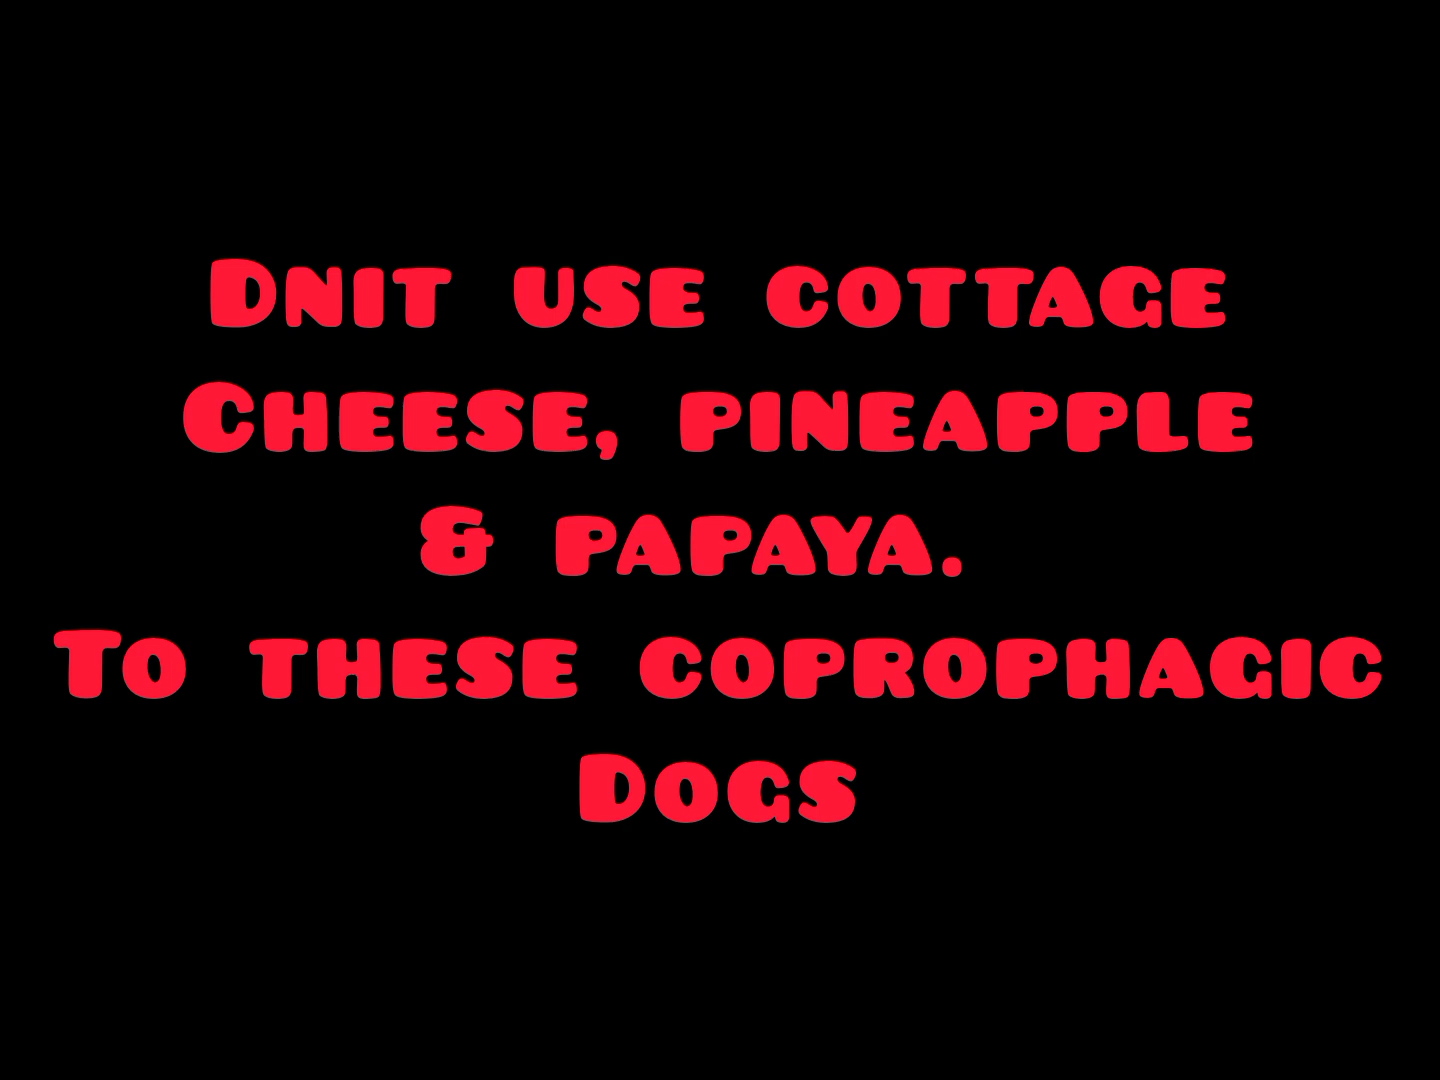 Dnit use cottage
Cheese, pineapple
& papaya.
To these coprophagic
Dogs